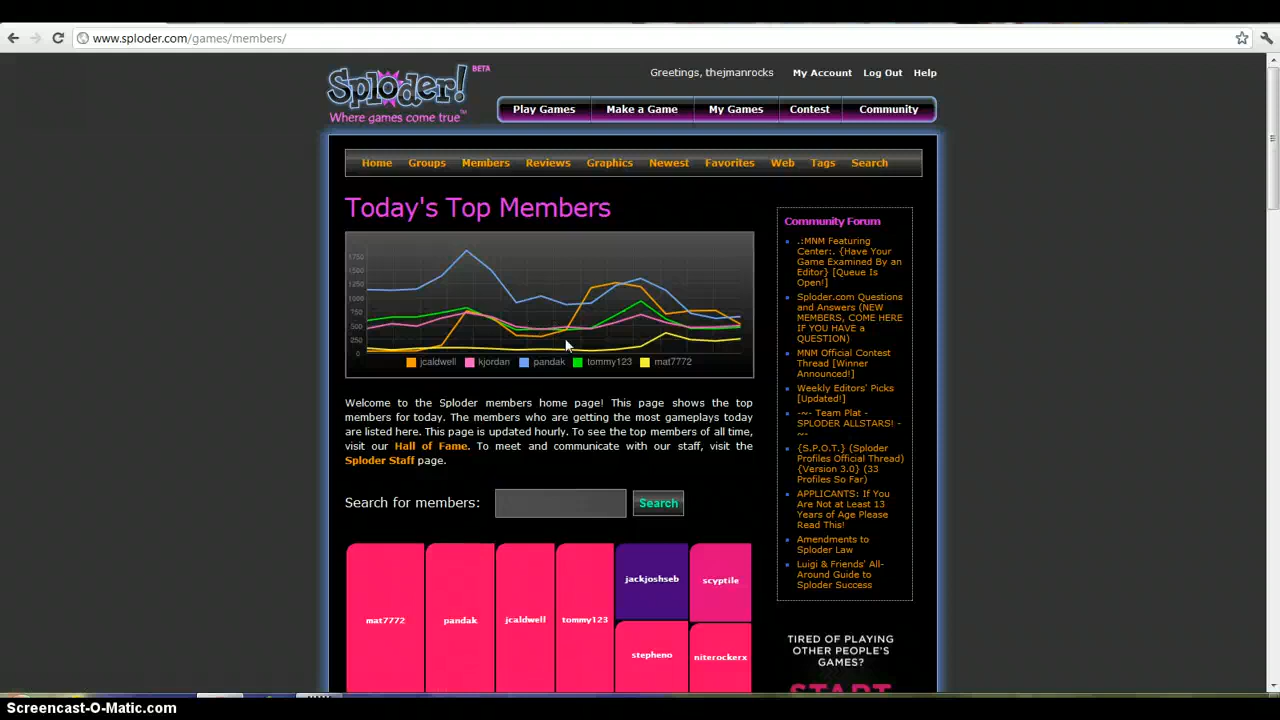 www.sploder.com/games/members/
Sploder! BETA
Where games come true™
Greetings, thejmanrocks My Account Log Out Help
Play Games Make a Game My Games Contest Community
Home Groups Members Reviews Graphics Newest Favorites Web Tags Search
Today's Top Members
1750
1500
1250
1000
750
500
250
0
jcaldwell kjordan pandak tommy123 mat7772
Welcome to the Sploder members home page! This page shows the top
members for today. The members who are getting the most gameplays today
are listed here. This page is updated hourly. To see the top members of all time,
visit our Hall of Fame. To meet and communicate with our staff, visit the
Sploder Staff page.
Search for members: Search
mat7772
pandak
jcaldwell
tommy123
jackjoshseb
scyptile
stepheno
niterockerx
Community Forum
.:MNM Featuring
Center:. {Have Your
Game Examined By an
Editor} [Queue Is
Open!]
Sploder.com Questions
and Answers (NEW
MEMBERS, COME HERE
IF YOU HAVE a
QUESTION)
MNM Official Contest
Thread [Winner
Announced!]
Weekly Editors' Picks
[Updated!]
-~- Team Plat -
SPLODER ALLSTARS! -
~-
{S.P.O.T.} (Sploder
Profiles Official Thread)
{Version 3.0} (33
Profiles So Far)
APPLICANTS: If You
Are Not at Least 13
Years of Age Please
Read This!
Amendments to
Sploder Law
Luigi & Friends' All-
Around Guide to
Sploder Success
TIRED OF PLAYING
OTHER PEOPLE'S
GAMES?
START
Screencast-O-Matic.com